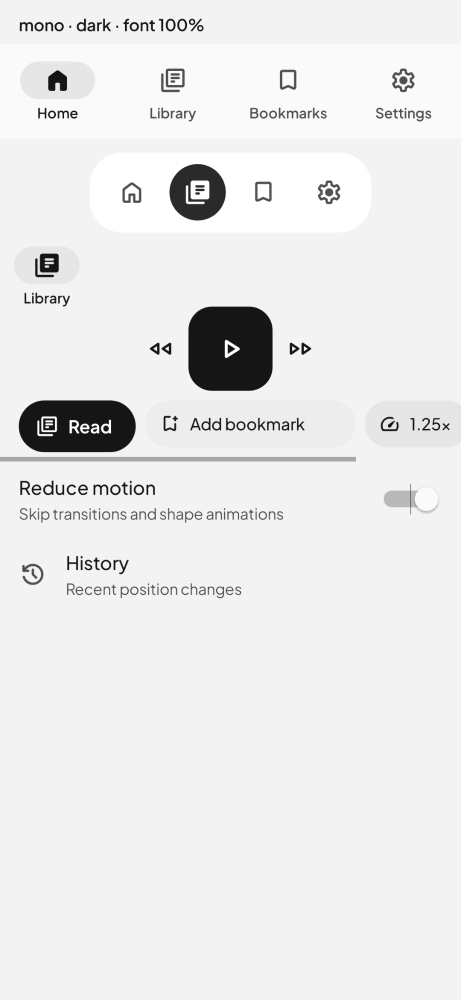 mono · dark · font 100%
Home
Library
Bookmarks
Settings
Library
Read
Add bookmark
1.25×
Reduce motion
Skip transitions and shape animations
History
Recent position changes